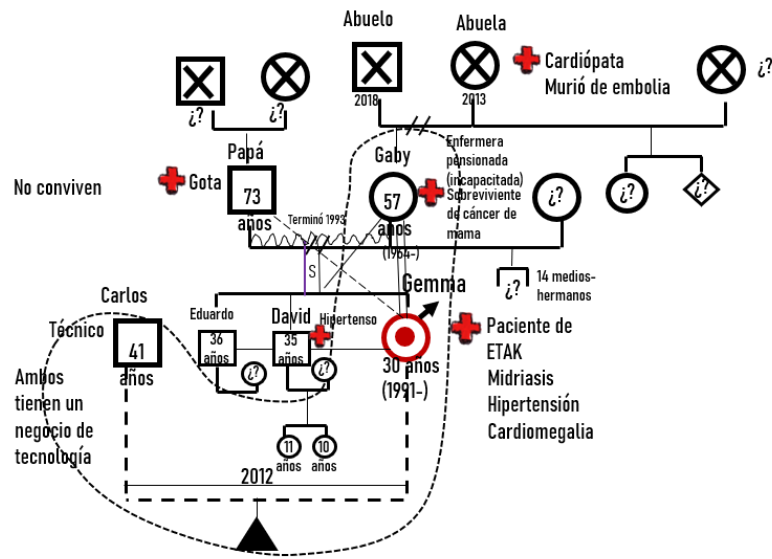 Abuelo
Abuela
Cardiópata
Murió de embolia
¿?
2018
2013
¿?
¿?
Papá
Gaby
Enfermera
pensionada
(incapacitada)
Sobreviviente
de cáncer de
mama
No conviven
Gota
73
años
57
años
(1964-)
¿?
¿?
¿?
Terminó 1993
S
¿?
14 medios-
hermanos
Gemma
Carlos
Técnico
41
años
Eduardo
36
años
David
35
años
Hipertenso
¿?
¿?
30 años
(1991-)
Paciente de
ETAK
Midriasis
Hipertensión
Cardiomegalia
Ambos
tienen un
negocio de
tecnología
11
años
10
años
2012